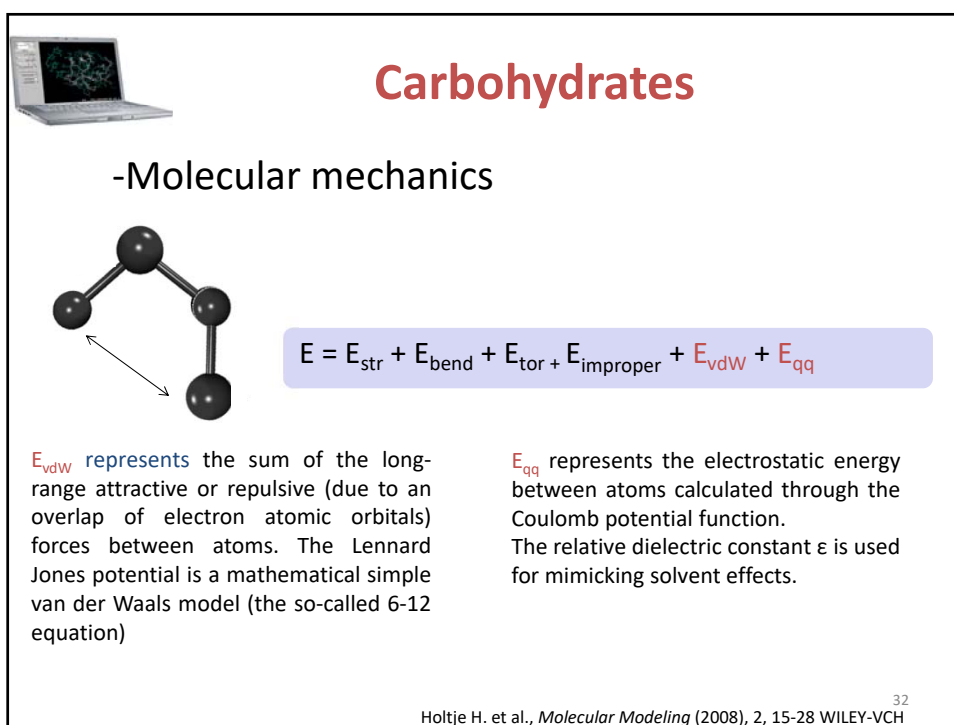 Carbohydrates
-Molecular mechanics
E = Estr + Ebend + Etor + Eimproper + EvdW + Eqq
EvdW represents the sum of the long-
range attractive or repulsive (due to an
overlap of electron atomic orbitals)
forces between atoms. The Lennard
Jones potential is a mathematical simple
van der Waals model (the so-called 6-12
equation)
Eqq represents the electrostatic energy
between atoms calculated through the
Coulomb potential function.
The relative dielectric constant ε is used
for mimicking solvent effects.
32
Holtje H. et al., Molecular Modeling (2008), 2, 15-28 WILEY-VCH